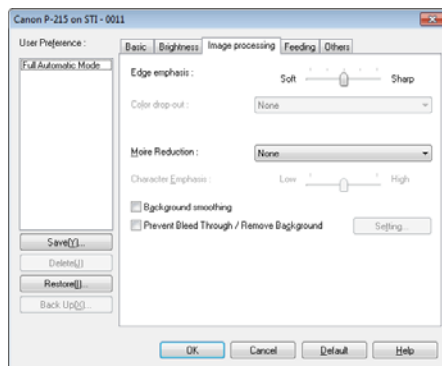 Canon P-215 on STI - 0011
User Preference :
Full Automatic Mode
Save(Y)...
Delete(J)
Restore(I)...
Back Up(X)...
Basic Brightness Image processing Feeding Others
Edge emphasis : Soft Sharp
Color drop-out : None
Moire Reduction : None
Character Emphasis : Low High
Background smoothing
Prevent Bleed Through / Remove Background Setting...
OK Cancel Default Help